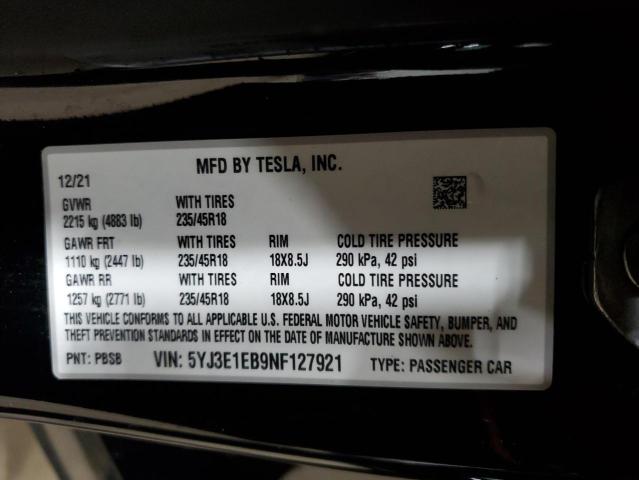 MFD BY TESLA, INC.
12/21
GVWR WITH TIRES
2215 kg (4883 lb) 235/45R18
GAWR FRT WITH TIRES RIM COLD TIRE PRESSURE
1110 kg (2447 lb) 235/45R18 18X8.5J 290 kPa, 42 psi
GAWR RR WITH TIRES RIM COLD TIRE PRESSURE
1257 kg (2771 lb) 235/45R18 18X8.5J 290 kPa, 42 psi
THIS VEHICLE CONFORMS TO ALL APPLICABLE U.S. FEDERAL MOTOR VEHICLE SAFETY, BUMPER, AND
THEFT PREVENTION STANDARDS IN EFFECT ON THE DATE OF MANUFACTURE SHOWN ABOVE.
PNT: PBSB VIN: 5YJ3E1EB9NF127921 TYPE: PASSENGER CAR